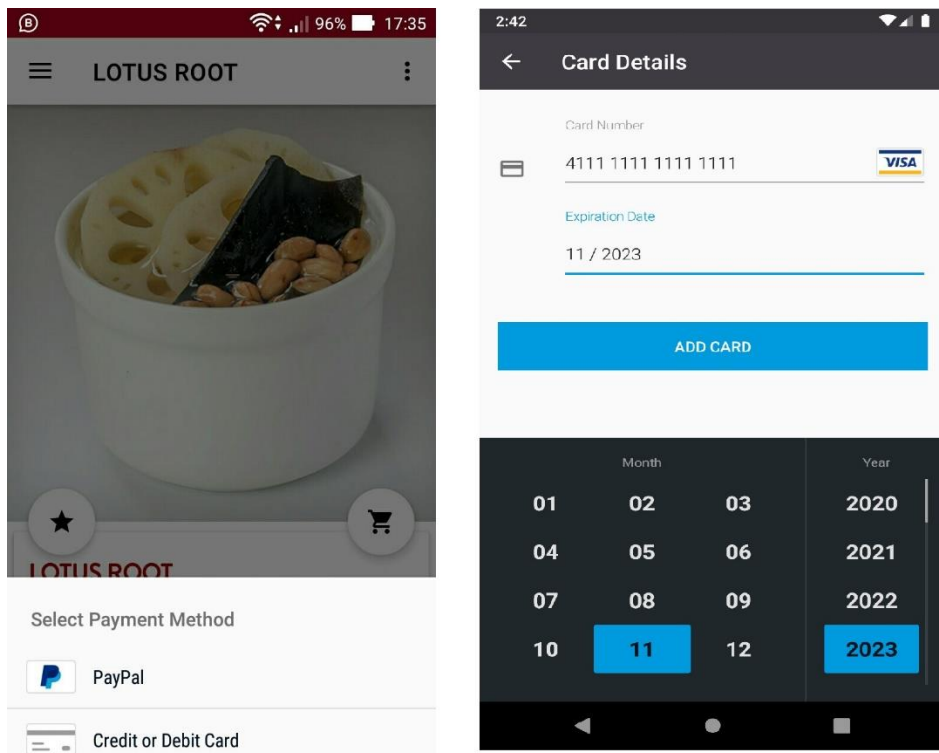 96% 17:35
LOTUS ROOT
LOTUS ROOT
Select Payment Method
PayPal
Credit or Debit Card
2:42
Card Details
Card Number
4111 1111 1111 1111
VISA
Expiration Date
11 / 2023
ADD CARD
Month Year
01 02 03 2020
04 05 06 2021
07 08 09 2022
10 11 12 2023